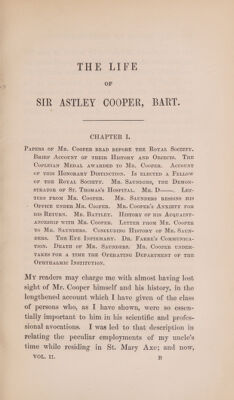 THE LIFE
OF
SIR ASTLEY COOPER, BART.
CHAPTER I.
Papers of Mr. Cooper read before the Royal Society.
Brief Account of their History and Objects. The
Copleian Medal awarded to Mr. Cooper. Account
of this Honorary Distinction. Is elected a Fellow
of the Royal Society. Mr. Saunders, the Demon-
strator of St. Thomas's Hospital. Mr. D——. Let-
ters from Mr. Cooper. Mr. Saunders resigns his
Office under Mr. Cooper. Mr. Cooper's Anxiety for
his Return. Mr. Battley. History of his Acquaint-
anceship with Mr. Cooper. Letter from Mr. Cooper
to Mr. Saunders. Concluding History of Mr. Saun-
ders. The Eye Infirmary. Dr. Farre's Communica-
tion. Death of Mr. Saunders. Mr. Cooper under-
takes for a time the Operating Department of the
Ophthalmic Institution.
My readers may charge me with almost having lost
sight of Mr. Cooper himself and his history, in the
lengthened account which I have given of the class
of persons who, as I have shown, were so essen-
tially important to him in his scientific and profes-
sional avocations. I was led to that description in
relating the peculiar employments of my uncle's
time while residing in St. Mary Axe; and now,
VOL. II. B